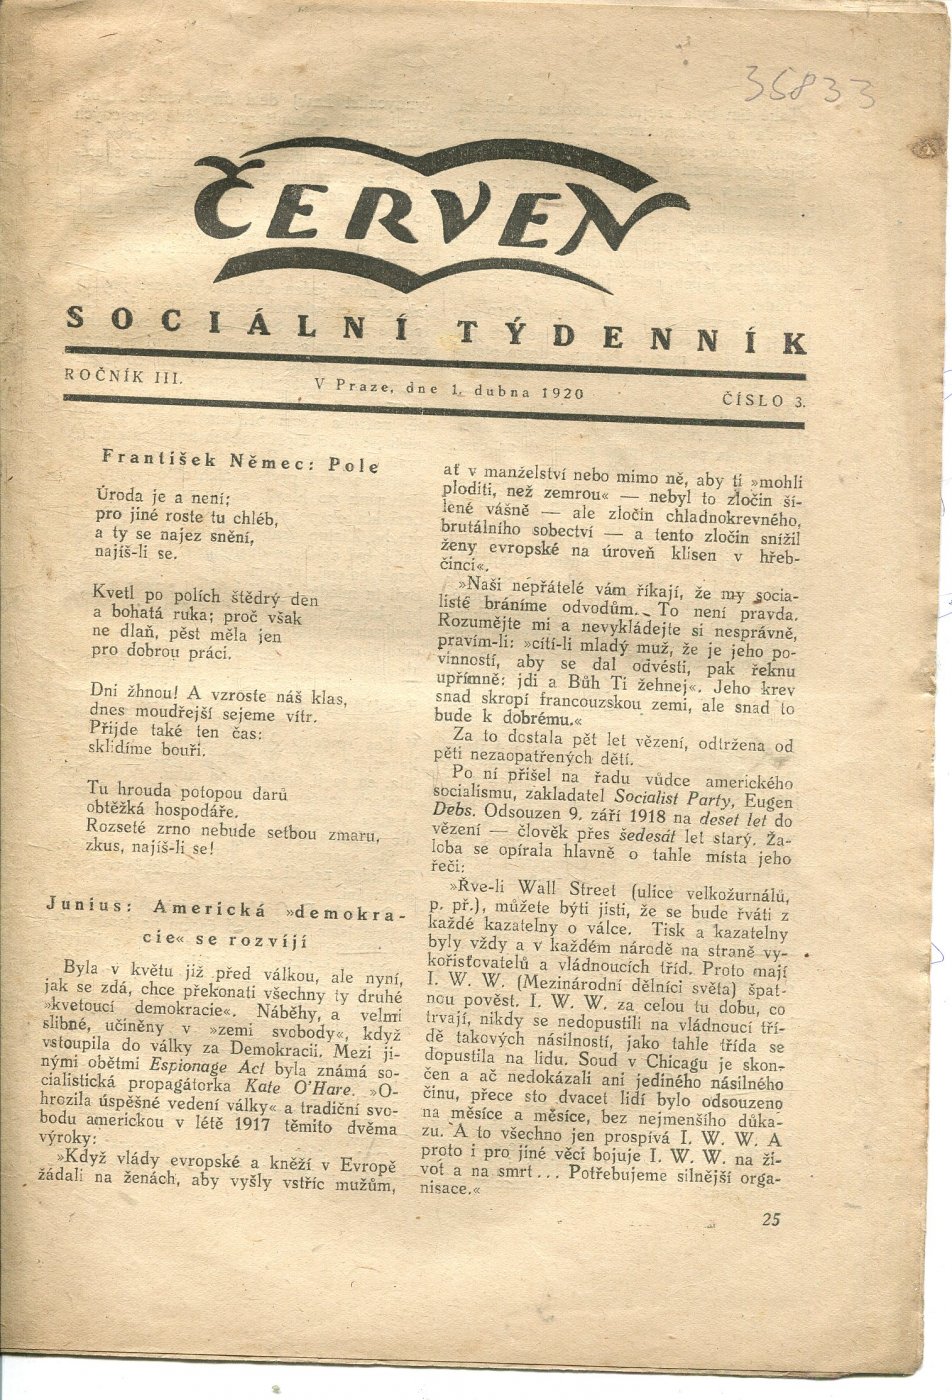 35833
ČERVEN
SOCIÁLNÍ TÝDENNÍK
ROČNÍK III.
V Praze, dne 1. dubna 1920
ČÍSLO 3.
František Němec: Pole
Úroda je a není;
pro jiné roste tu chléb,
a ty se najez snění,
najíš-li se.
Kvetl po polích štědrý den
a bohatá ruka; proč však
ne dlaň, pěst měla jen
pro dobrou práci.
Dni žhnou! A vzroste náš klas,
dnes moudřejší sejeme vítr.
Přijde také ten čas:
sklidíme bouři.
Tu hrouda potopou darů
obtěžká hospodáře.
Rozseté zrno nebude setbou zmaru,
zkus, najíš-li se!
Junius: Americká »demokra-
cie« se rozvíjí
Byla v květu již před válkou, ale nyní,
jak se zdá, chce překonati všechny ty druhé
»kvetoucí demokracie«. Náběhy, a velmi
slibné, učiněny v »zemi svobody«, když
vstoupila do války za Demokracii. Mezi ji-
nými obětmi Espionage Act byla známá so-
cialistická propagátorka Kate O'Hare. »O-
hrozila úspěšné vedení války« a tradiční svo-
bodu americkou v létě 1917 těmito dvěma
výroky:
»Když vlády evropské a kněží v Evropě
žádali na ženách, aby vyšly vstříc mužům,
ať v manželství nebo mimo ně, aby tí »mohli
ploditi, než zemrou« — nebyl to zločin ší-
lené vášně — ale zločin chladnokrevného,
brutálního sobectví — a tento zločin snížil
ženy evropské na úroveň klisen v hřeb-
činci«.
»Naši nepřátelé vám říkají, že my socia-
listé bráníme odvodům. To není pravda.
Rozumějte mi a nevykládejte si nesprávně,
pravím-li: »cítí-li mladý muž, že je jeho po-
vinností, aby se dal odvésti, pak řeknu
upřímně: jdi a Bůh Ti žehnej«. Jeho krev
snad skropí francouzskou zemi, ale snad to
bude k dobrému.«
Za to dostala pět let vězení, odtržena od
pěti nezaopatřených dětí.
Po ní přišel na řadu vůdce amerického
socialismu, zakladatel Socialist Party, Eugen
Debs. Odsouzen 9. září 1918 na deset let do
vězení — člověk přes šedesát let starý. Ža-
loba se opírala hlavně o tahle místa jeho
řeči:
»Řve-li Wall Street (ulice velkožurnálů,
p. př.), můžete býti jisti, že se bude řváti z
každé kazatelny o válce. Tisk a kazatelny
byly vždy a v každém národě na straně vy-
kořisťovatelů a vládnoucích tříd. Proto mají
I. W. W. (Mezinárodní dělníci světa) špat-
nou pověst. I. W. W. za celou tu dobu, co
trvají, nikdy se nedopustili na vládnoucí tří-
dě takových násilností, jako tahle třída se
dopustila na lidu. Soud v Chicagu je skon-
čen a ač nedokázali ani jediného násilného
činu, přece sto dvacet lidí bylo odsouzeno
na měsíce a měsíce, bez nejmenšího důka-
zu. A to všechno jen prospívá I. W. W. A
proto i pro jiné věci bojuje I. W. W. na ži-
vot a na smrt... Potřebujeme silnější orga-
nisace.«
25